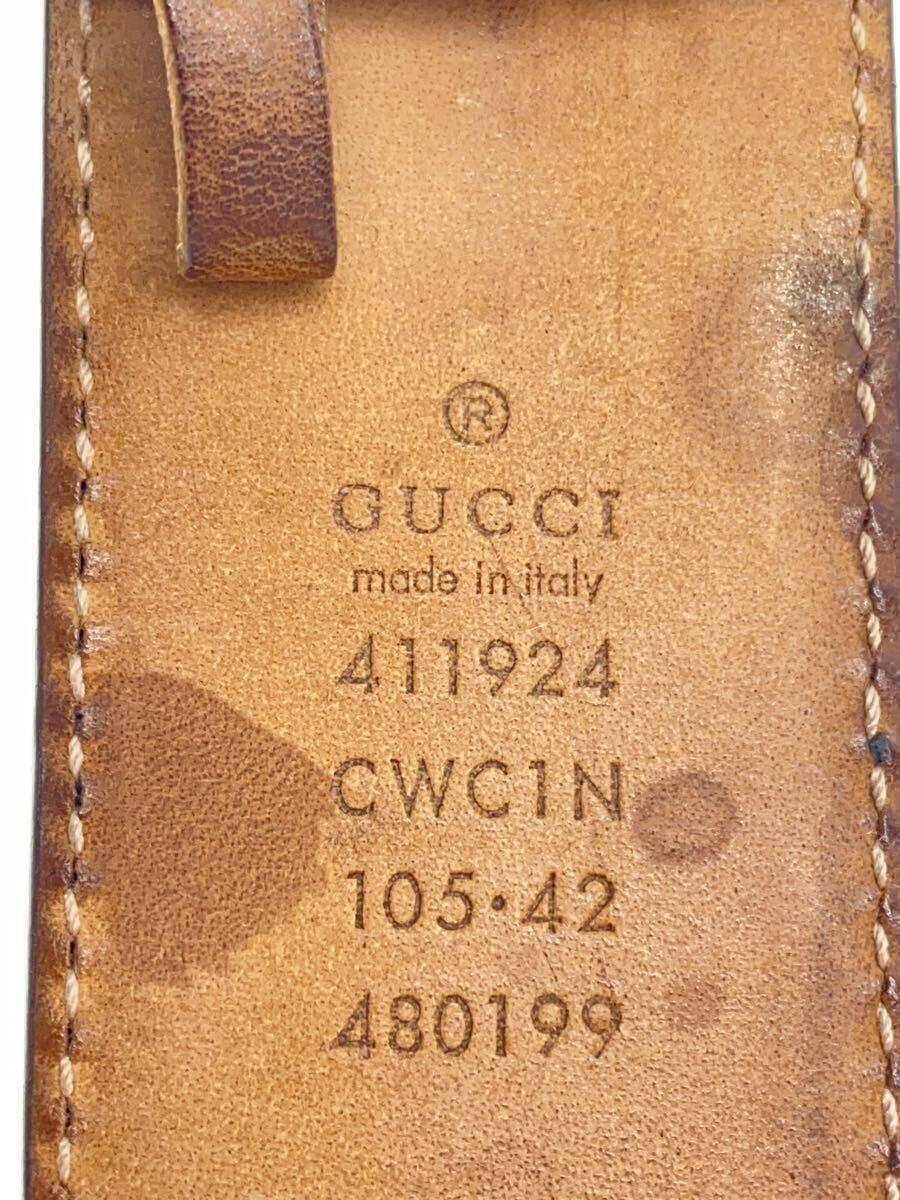 ®
GUCCI
made in italy
411924
CWC1N
105·42
480199